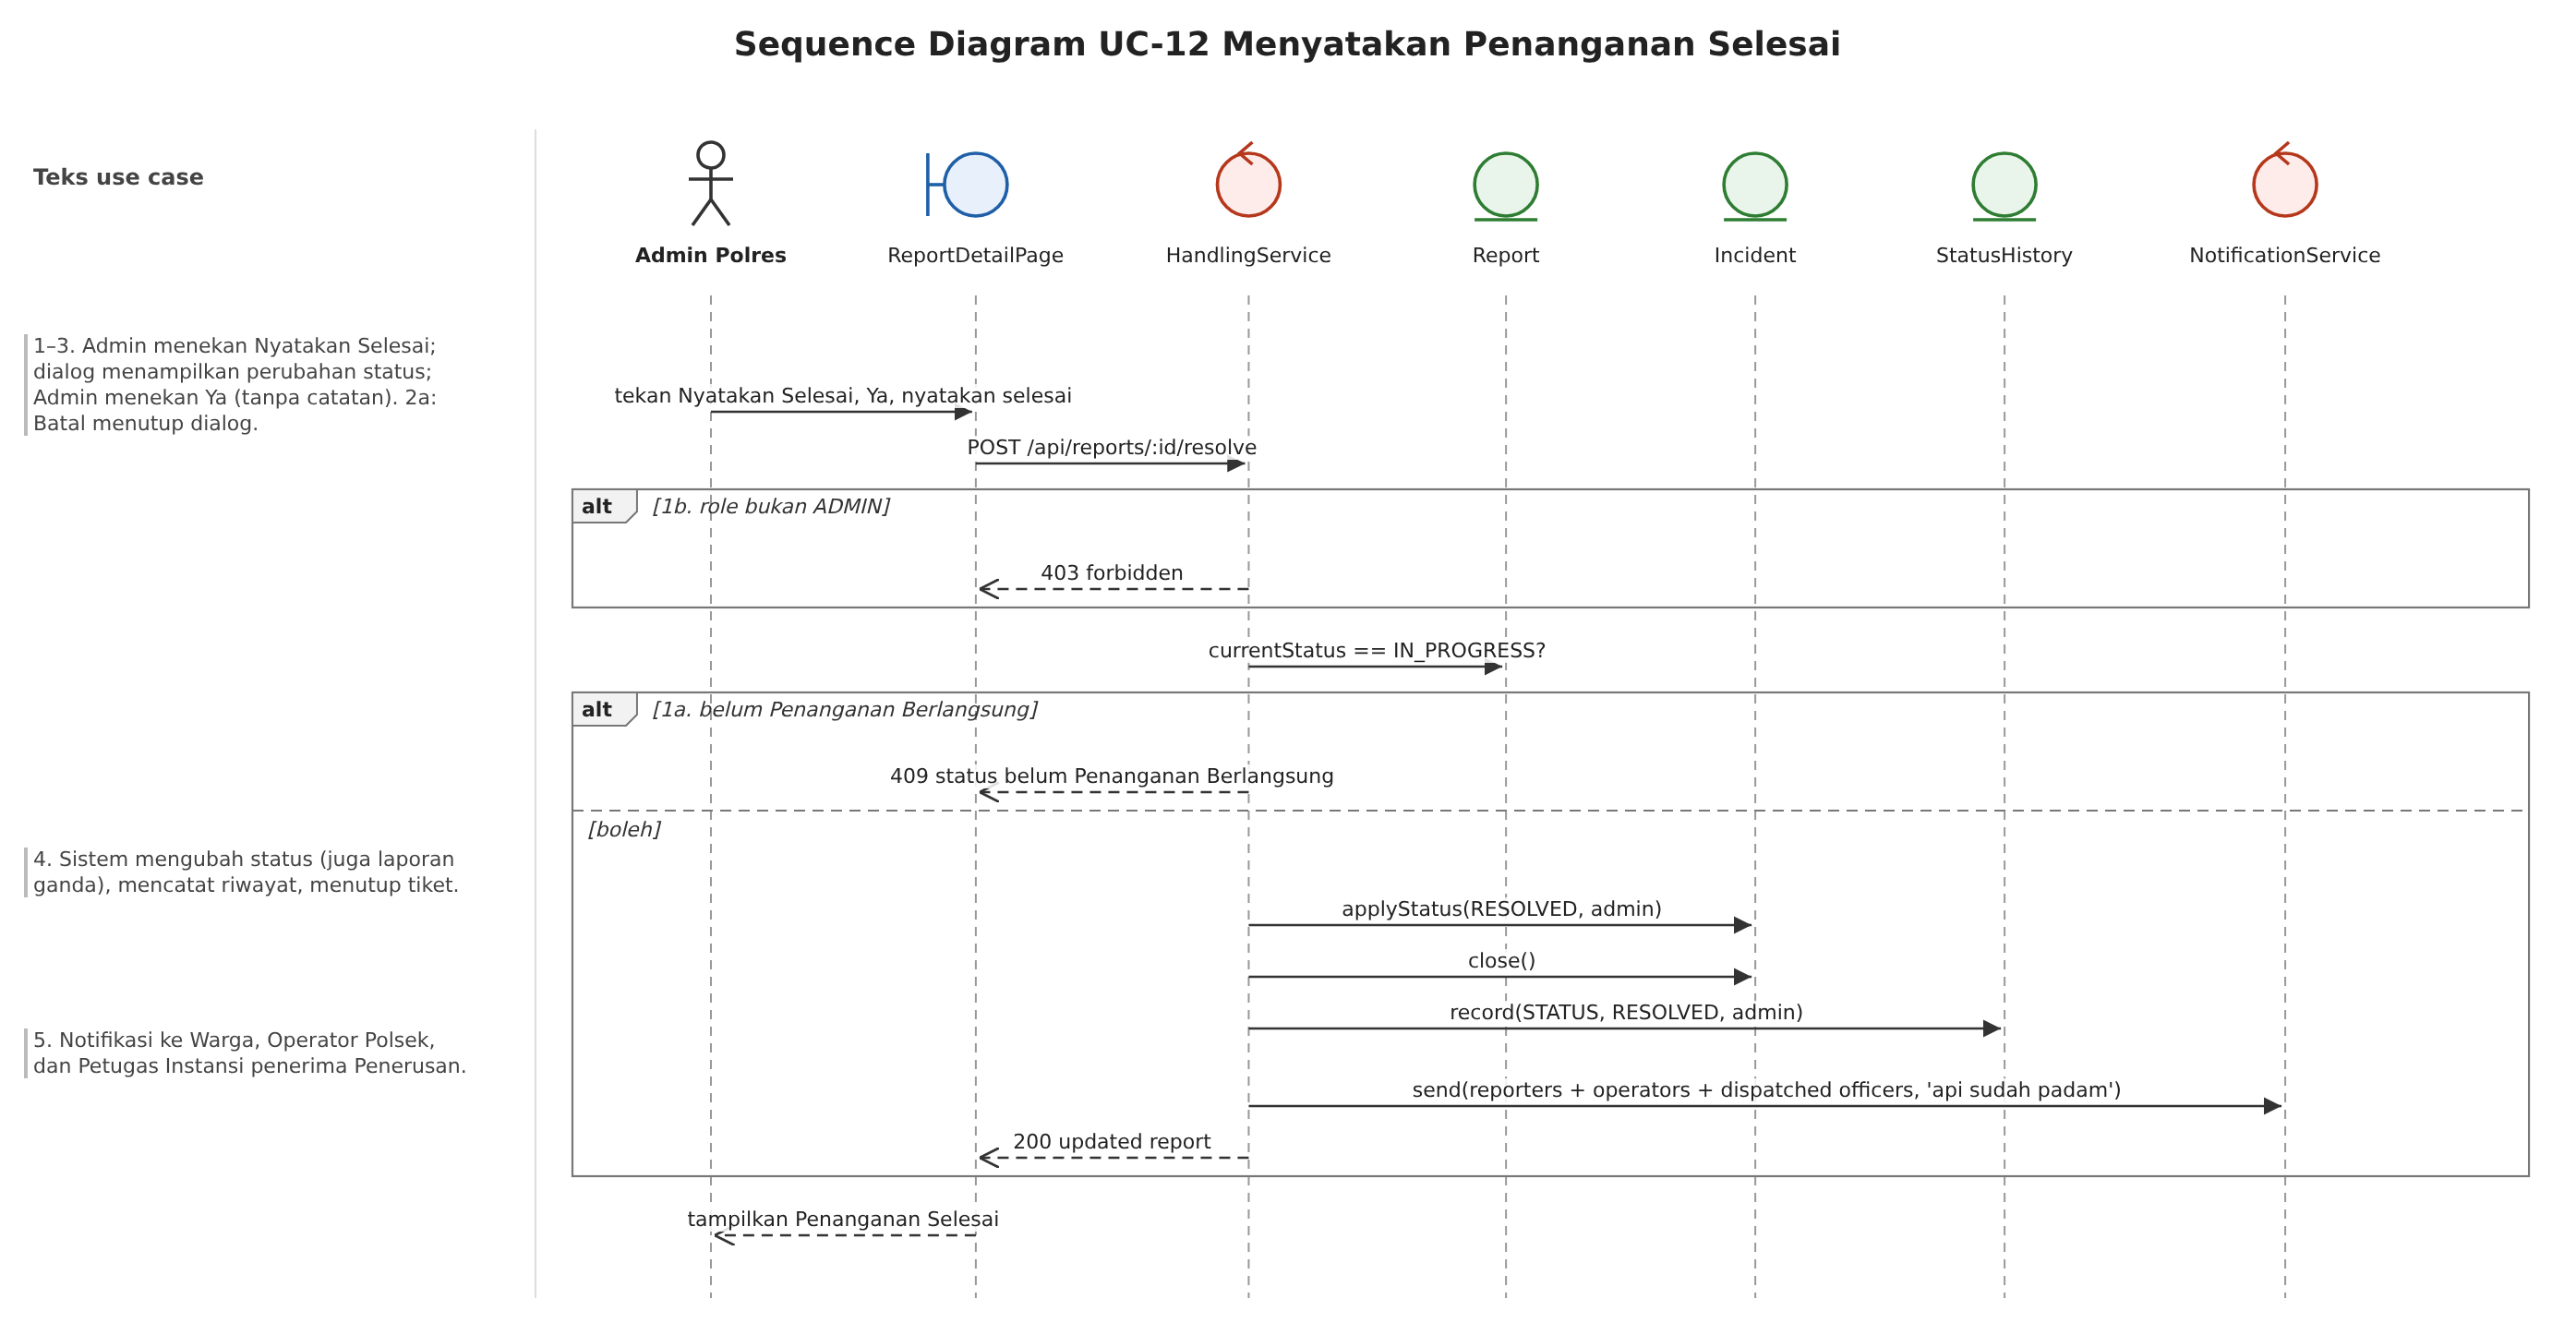 Sequence Diagram UC-12 Menyatakan Penanganan Selesai
Teks use case
Admin Polres
ReportDetailPage
HandlingService
Report
Incident
StatusHistory
NotificationService
1–3. Admin menekan Nyatakan Selesai;
dialog menampilkan perubahan status;
Admin menekan Ya (tanpa catatan). 2a:
Batal menutup dialog.
tekan Nyatakan Selesai, Ya, nyatakan selesai
POST /api/reports/:id/resolve
alt
[1b. role bukan ADMIN]
403 forbidden
currentStatus == IN_PROGRESS?
alt
[1a. belum Penanganan Berlangsung]
409 status belum Penanganan Berlangsung
[boleh]
4. Sistem mengubah status (juga laporan
ganda), mencatat riwayat, menutup tiket.
applyStatus(RESOLVED, admin)
close()
record(STATUS, RESOLVED, admin)
5. Notifikasi ke Warga, Operator Polsek,
dan Petugas Instansi penerima Penerusan.
send(reporters + operators + dispatched officers, 'api sudah padam')
200 updated report
tampilkan Penanganan Selesai